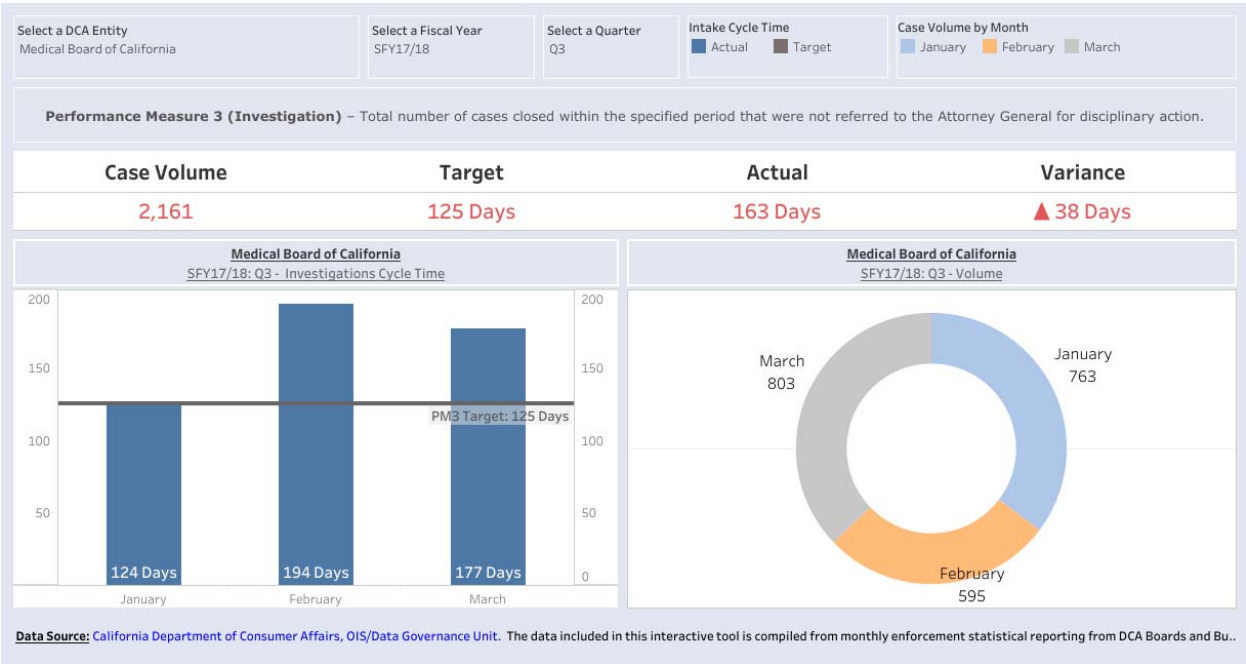 Select a DCA Entity
Medical Board of California
Select a Fiscal Year
SFY17/18
Select a Quarter
Q3
Intake Cycle Time
Actual Target
Case Volume by Month
January February March
Performance Measure 3 (Investigation) – Total number of cases closed within the specified period that were not referred to the Attorney General for disciplinary action.
Case Volume Target Actual Variance
2,161 125 Days 163 Days ▲ 38 Days
Medical Board of California
SFY17/18: Q3 - Investigations Cycle Time
200 200
150 150
PM3 Target: 125 Days
100 100
50 50
124 Days 194 Days 177 Days
0
January February March
Medical Board of California
SFY17/18: Q3 - Volume
January
763
March
803
February
595
Data Source: California Department of Consumer Affairs, OIS/Data Governance Unit. The data included in this interactive tool is compiled from monthly enforcement statistical reporting from DCA Boards and Bu..